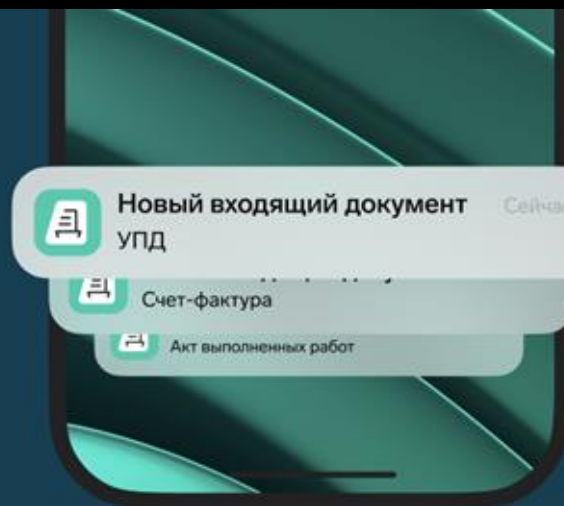 Новый входящий документ
УПД
Счет-фактура
Акт выполненных работ